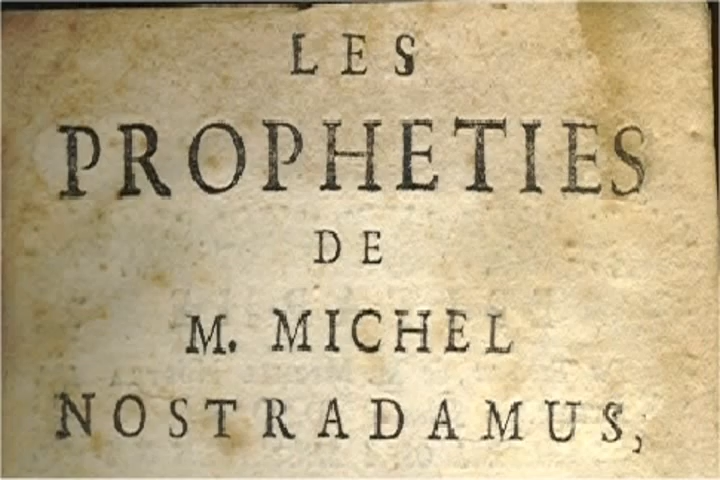 LES
PROPHETIES
DE
M. MICHEL
NOSTRADAMUS,